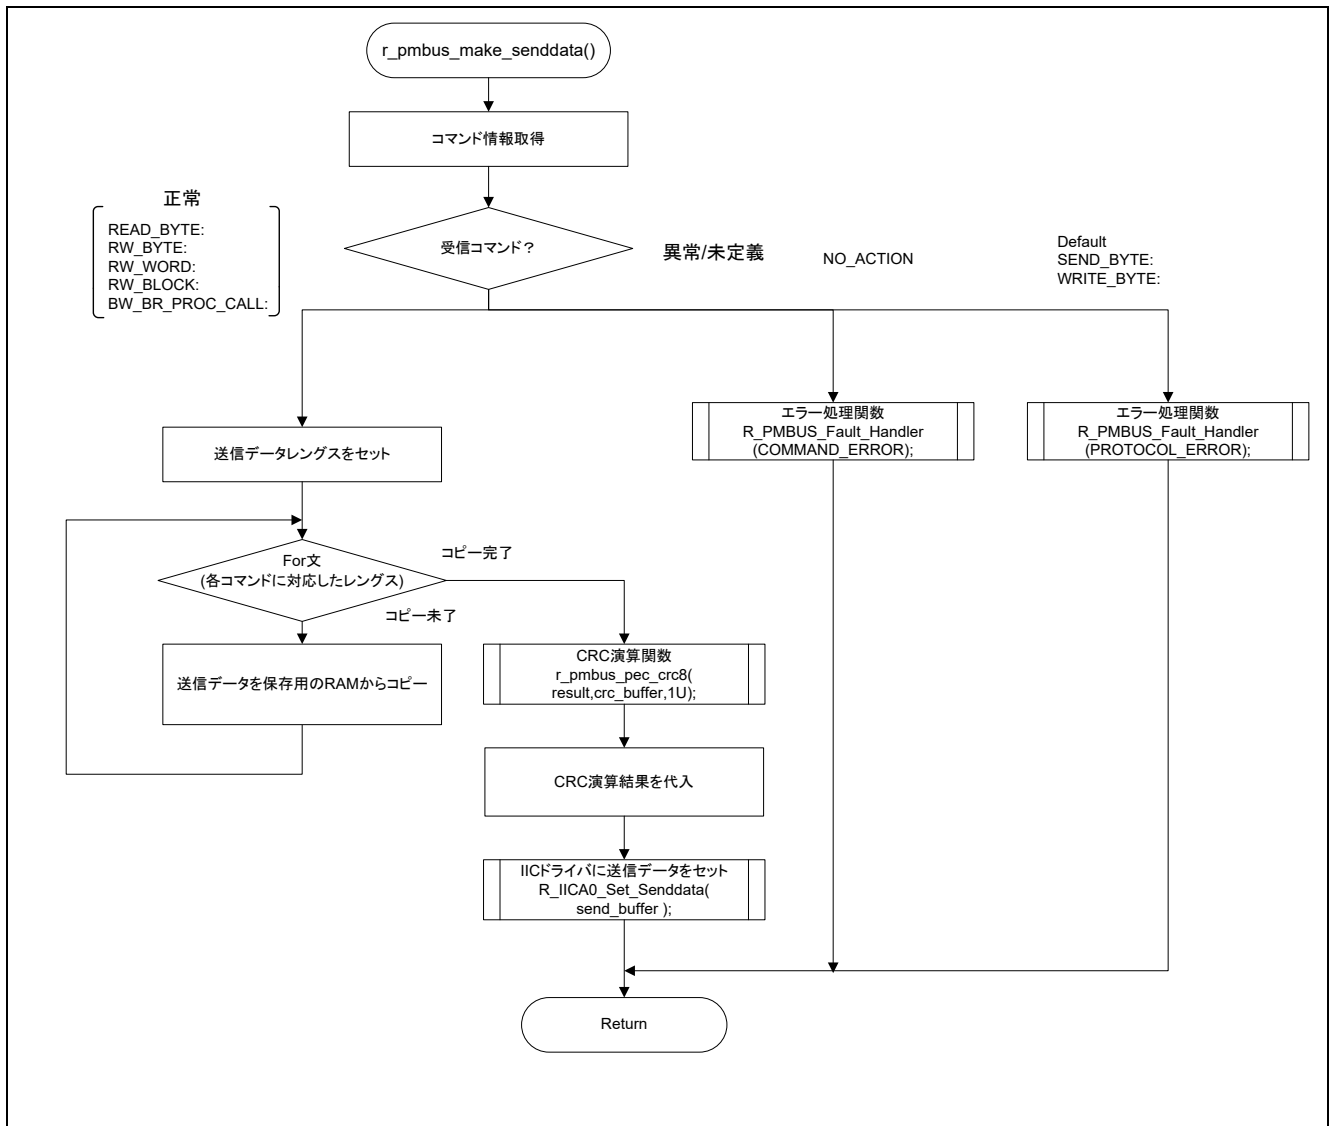 r_pmbus_make_senddata()
コマンド情報取得
正常
READ_BYTE:
RW_BYTE:
RW_WORD:
RW_BLOCK:
BW_BR_PROC_CALL:
受信コマンド？
異常/未定義
NO_ACTION
Default
SEND_BYTE:
WRITE_BYTE:
エラー処理関数
R_PMBUS_Fault_Handler
(COMMAND_ERROR);
エラー処理関数
R_PMBUS_Fault_Handler
(PROTOCOL_ERROR);
送信データレングスをセット
For文
(各コマンドに対応したレングス)
コピー完了
コピー未了
送信データを保存用のRAMからコピー
CRC演算関数
r_pmbus_pec_crc8(
result,crc_buffer,1U);
CRC演算結果を代入
IICドライバに送信データをセット
R_IICA0_Set_Senddata(
send_buffer );
Return